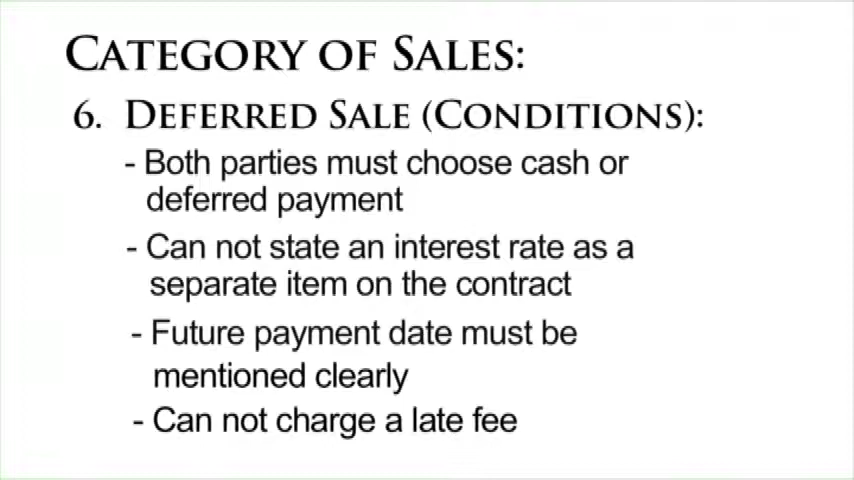 Category of Sales:
6. Deferred Sale (Conditions):
- Both parties must choose cash or
deferred payment
- Can not state an interest rate as a
separate item on the contract
- Future payment date must be
mentioned clearly
- Can not charge a late fee